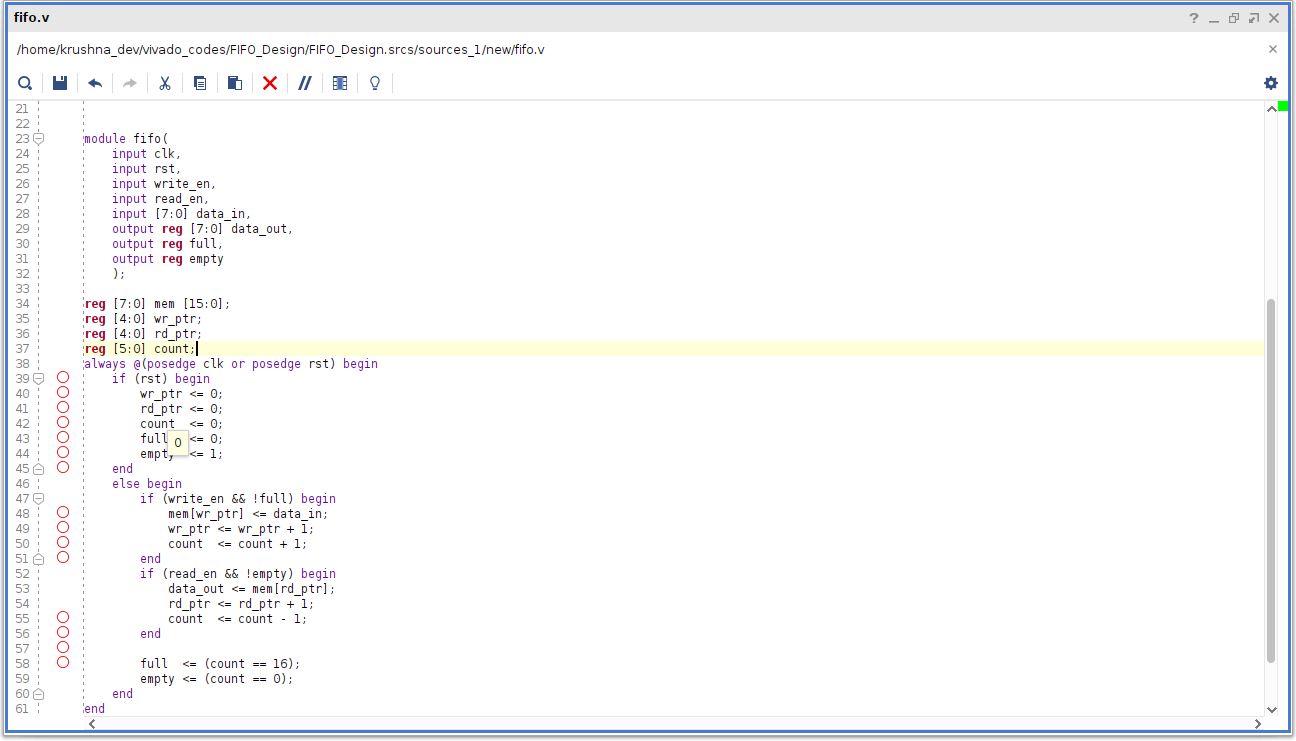 fifo.v
/home/krushna_dev/vivado_codes/FIFO_Design/FIFO_Design.srcs/sources_1/new/fifo.v
21
22
23 module fifo(
24     input clk,
25     input rst,
26     input write_en,
27     input read_en,
28     input [7:0] data_in,
29     output reg [7:0] data_out,
30     output reg full,
31     output reg empty
32     );
33
34 reg [7:0] mem [15:0];
35 reg [4:0] wr_ptr;
36 reg [4:0] rd_ptr;
37 reg [5:0] count;
38 always @(posedge clk or posedge rst) begin
39     if (rst) begin
40         wr_ptr <= 0;
41         rd_ptr <= 0;
42         count  <= 0;
43         full <= 0;
0
44         empty <= 1;
45     end
46     else begin
47         if (write_en && !full) begin
48             mem[wr_ptr] <= data_in;
49             wr_ptr <= wr_ptr + 1;
50             count  <= count + 1;
51         end
52         if (read_en && !empty) begin
53             data_out <= mem[rd_ptr];
54             rd_ptr <= rd_ptr + 1;
55             count  <= count - 1;
56         end
57
58         full  <= (count == 16);
59         empty <= (count == 0);
60     end
61 end